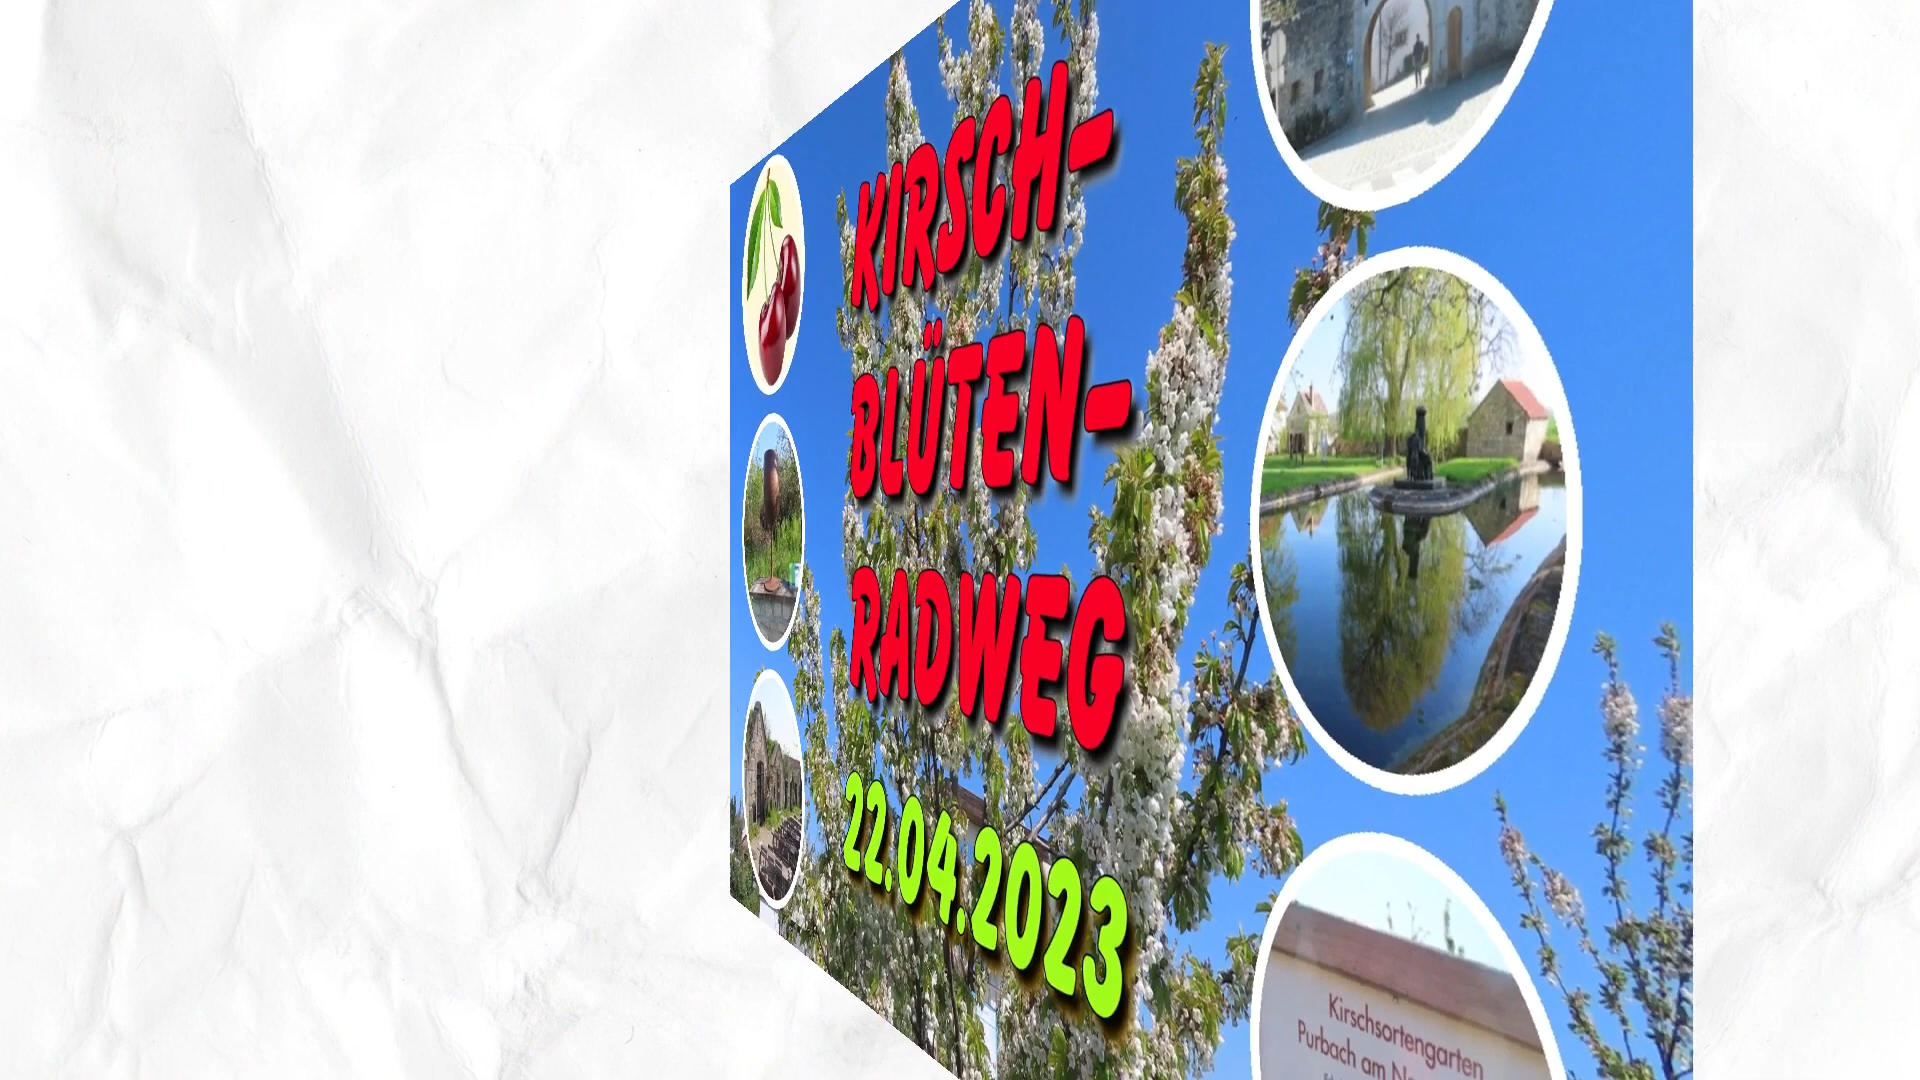 KIRSCH-
BLÜTEN-
RADWEG
22.04.2023
Kirschsortengarten
Purbach am